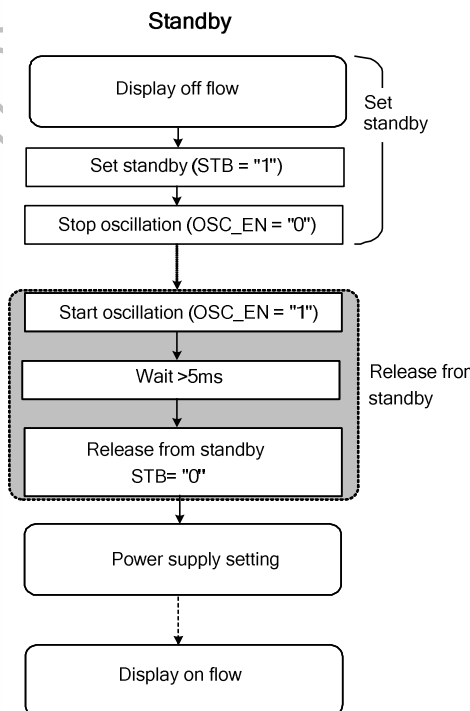 Standby
Display off flow
Set
standby
Set standby (STB = "1")
Stop oscillation (OSC_EN = "0")
Start oscillation (OSC_EN = "1")
Wait >5ms
Release from standby
STB= "0"
Release
standby
Power supply setting
Display on flow